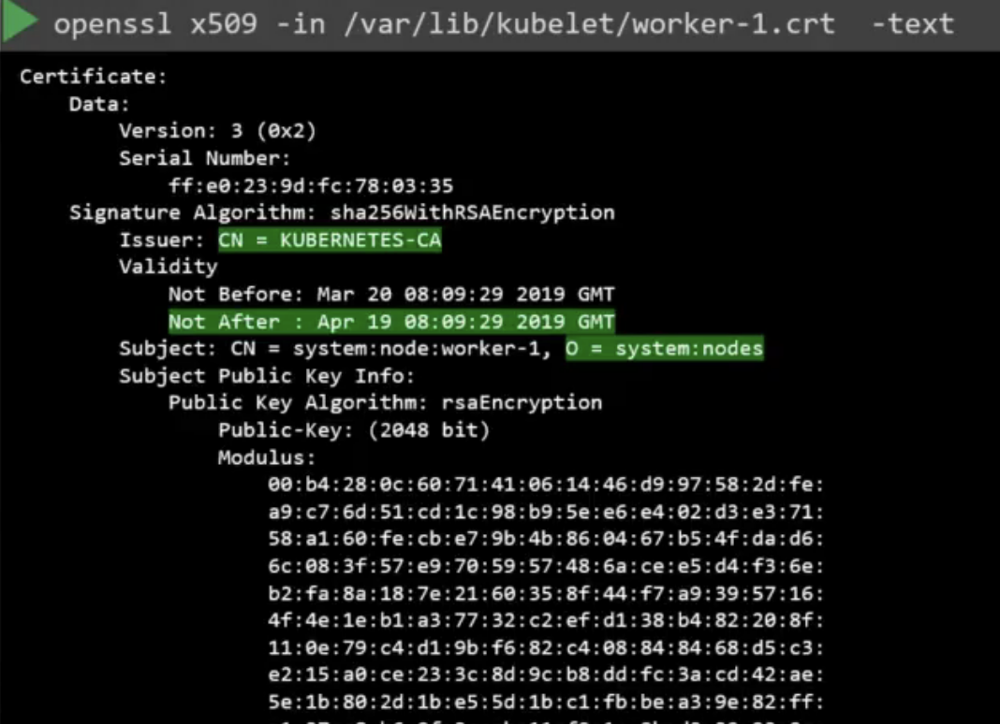 openssl x509 -in /var/lib/kubelet/worker-1.crt -text
Certificate:
Data:
Version: 3 (0x2)
Serial Number:
ff:e0:23:9d:fc:78:03:35
Signature Algorithm: sha256WithRSAEncryption
Issuer: CN = KUBERNETES-CA
Validity
Not Before: Mar 20 08:09:29 2019 GMT
Not After : Apr 19 08:09:29 2019 GMT
Subject: CN = system:node:worker-1, O = system:nodes
Subject Public Key Info:
Public Key Algorithm: rsaEncryption
Public-Key: (2048 bit)
Modulus:
00:b4:28:0c:60:71:41:06:14:46:d9:97:58:2d:fe:
a9:c7:6d:51:cd:1c:98:b9:5e:e6:e4:02:d3:e3:71:
58:a1:60:fe:cb:e7:9b:4b:86:04:67:b5:4f:da:d6:
6c:08:3f:57:e9:70:59:57:48:6a:ce:e5:d4:f3:6e:
b2:fa:8a:18:7e:21:60:35:8f:44:f7:a9:39:57:16:
4f:4e:1e:b1:a3:77:32:c2:ef:d1:38:b4:82:20:8f:
11:0e:79:c4:d1:9b:f6:82:c4:08:84:84:68:d5:c3:
e2:15:a0:ce:23:3c:8d:9c:b8:dd:fc:3a:cd:42:ae:
5e:1b:80:2d:1b:e5:5d:1b:c1:fb:be:a3:9e:82:ff: